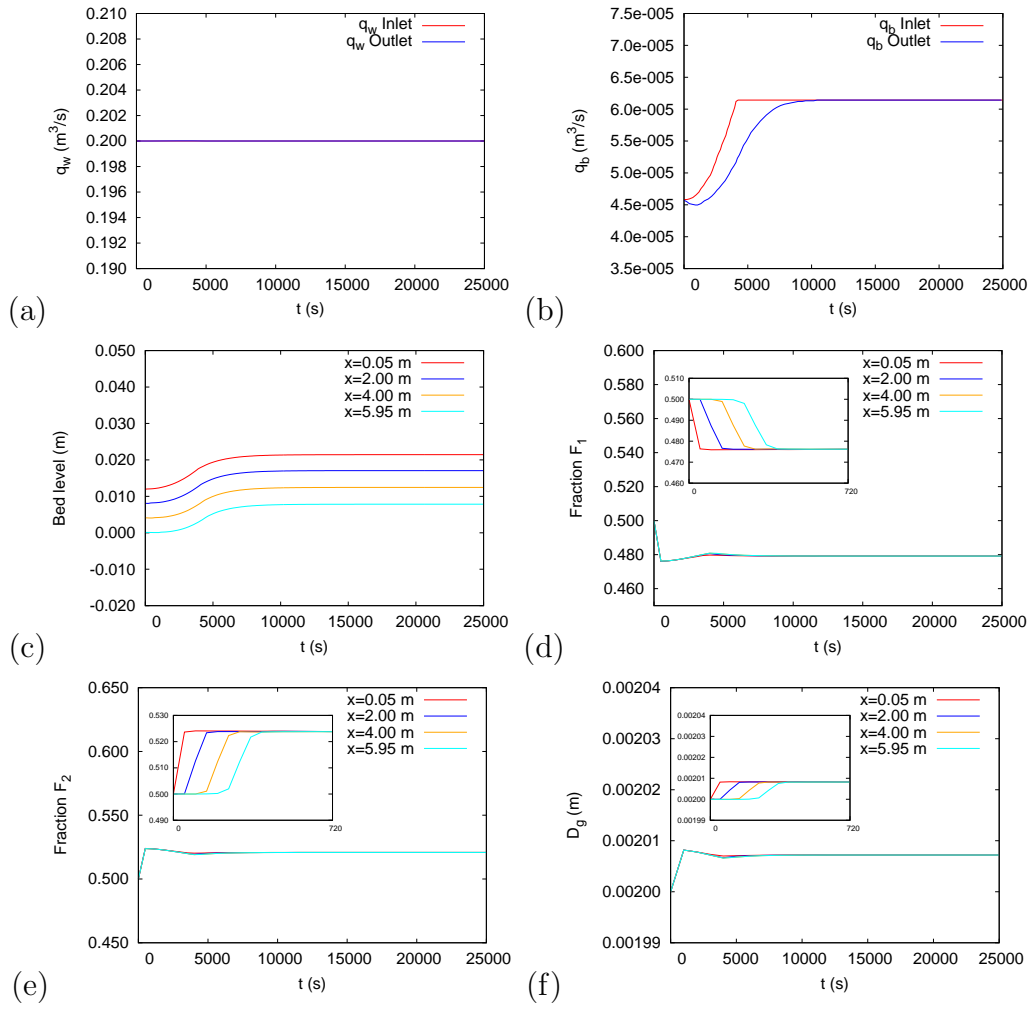 0.210
0.208
0.206
0.204
0.202
0.200
0.198
0.196
0.194
0.192
0.190
q_w (m^3/s)
q_w Inlet
q_w Outlet
0 5000 10000 15000 20000 25000
t (s)
(a)
7.5e-005
7.0e-005
6.5e-005
6.0e-005
5.5e-005
5.0e-005
4.5e-005
4.0e-005
3.5e-005
q_b (m^3/s)
q_b Inlet
q_b Outlet
0 5000 10000 15000 20000 25000
t (s)
(b)
0.050
0.040
0.030
0.020
0.010
0.000
-0.010
-0.020
Bed level (m)
x=0.05 m
x=2.00 m
x=4.00 m
x=5.95 m
0 5000 10000 15000 20000 25000
t (s)
(c)
0.600
0.580
0.560
0.540
0.520
0.500
0.480
0.460
Fraction F_1
x=0.05 m
x=2.00 m
x=4.00 m
x=5.95 m
0.510
0.500
0.490
0.480
0.470
0.460
0 720
0 5000 10000 15000 20000 25000
t (s)
(d)
0.650
0.600
0.550
0.500
0.450
Fraction F_2
x=0.05 m
x=2.00 m
x=4.00 m
x=5.95 m
0.530
0.520
0.510
0.500
0.490
0 720
0 5000 10000 15000 20000 25000
t (s)
(e)
0.00204
0.00203
0.00202
0.00201
0.00200
0.00199
D_g (m)
x=0.05 m
x=2.00 m
x=4.00 m
x=5.95 m
0.00204
0.00203
0.00202
0.00201
0.00200
0.00199
0 720
0 5000 10000 15000 20000 25000
t (s)
(f)